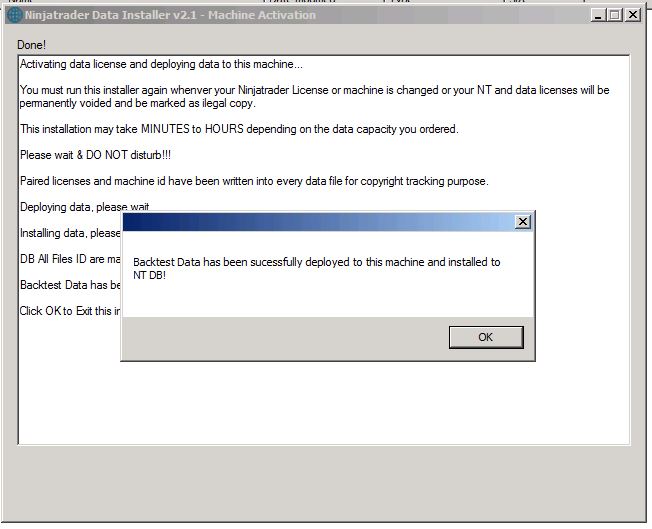 Ninjatrader Data Installer v2.1 - Machine Activation
Done!
Activating data license and deploying data to this machine...
You must run this installer again whenver your Ninjatrader License or machine is changed or your NT and data licenses will be
permanently voided and be marked as ilegal copy.
This installation may take MINUTES to HOURS depending on the data capacity you ordered.
Please wait & DO NOT disturb!!!
Paired licenses and machine id have been written into every data file for copyright tracking purpose.
Deploying data, please wait
Installing data, please
DB All Files ID are ma
Backtest Data has be
Click OK to Exit this in
Backtest Data has been sucessfully deployed to this machine and installed to
NT DB!
OK